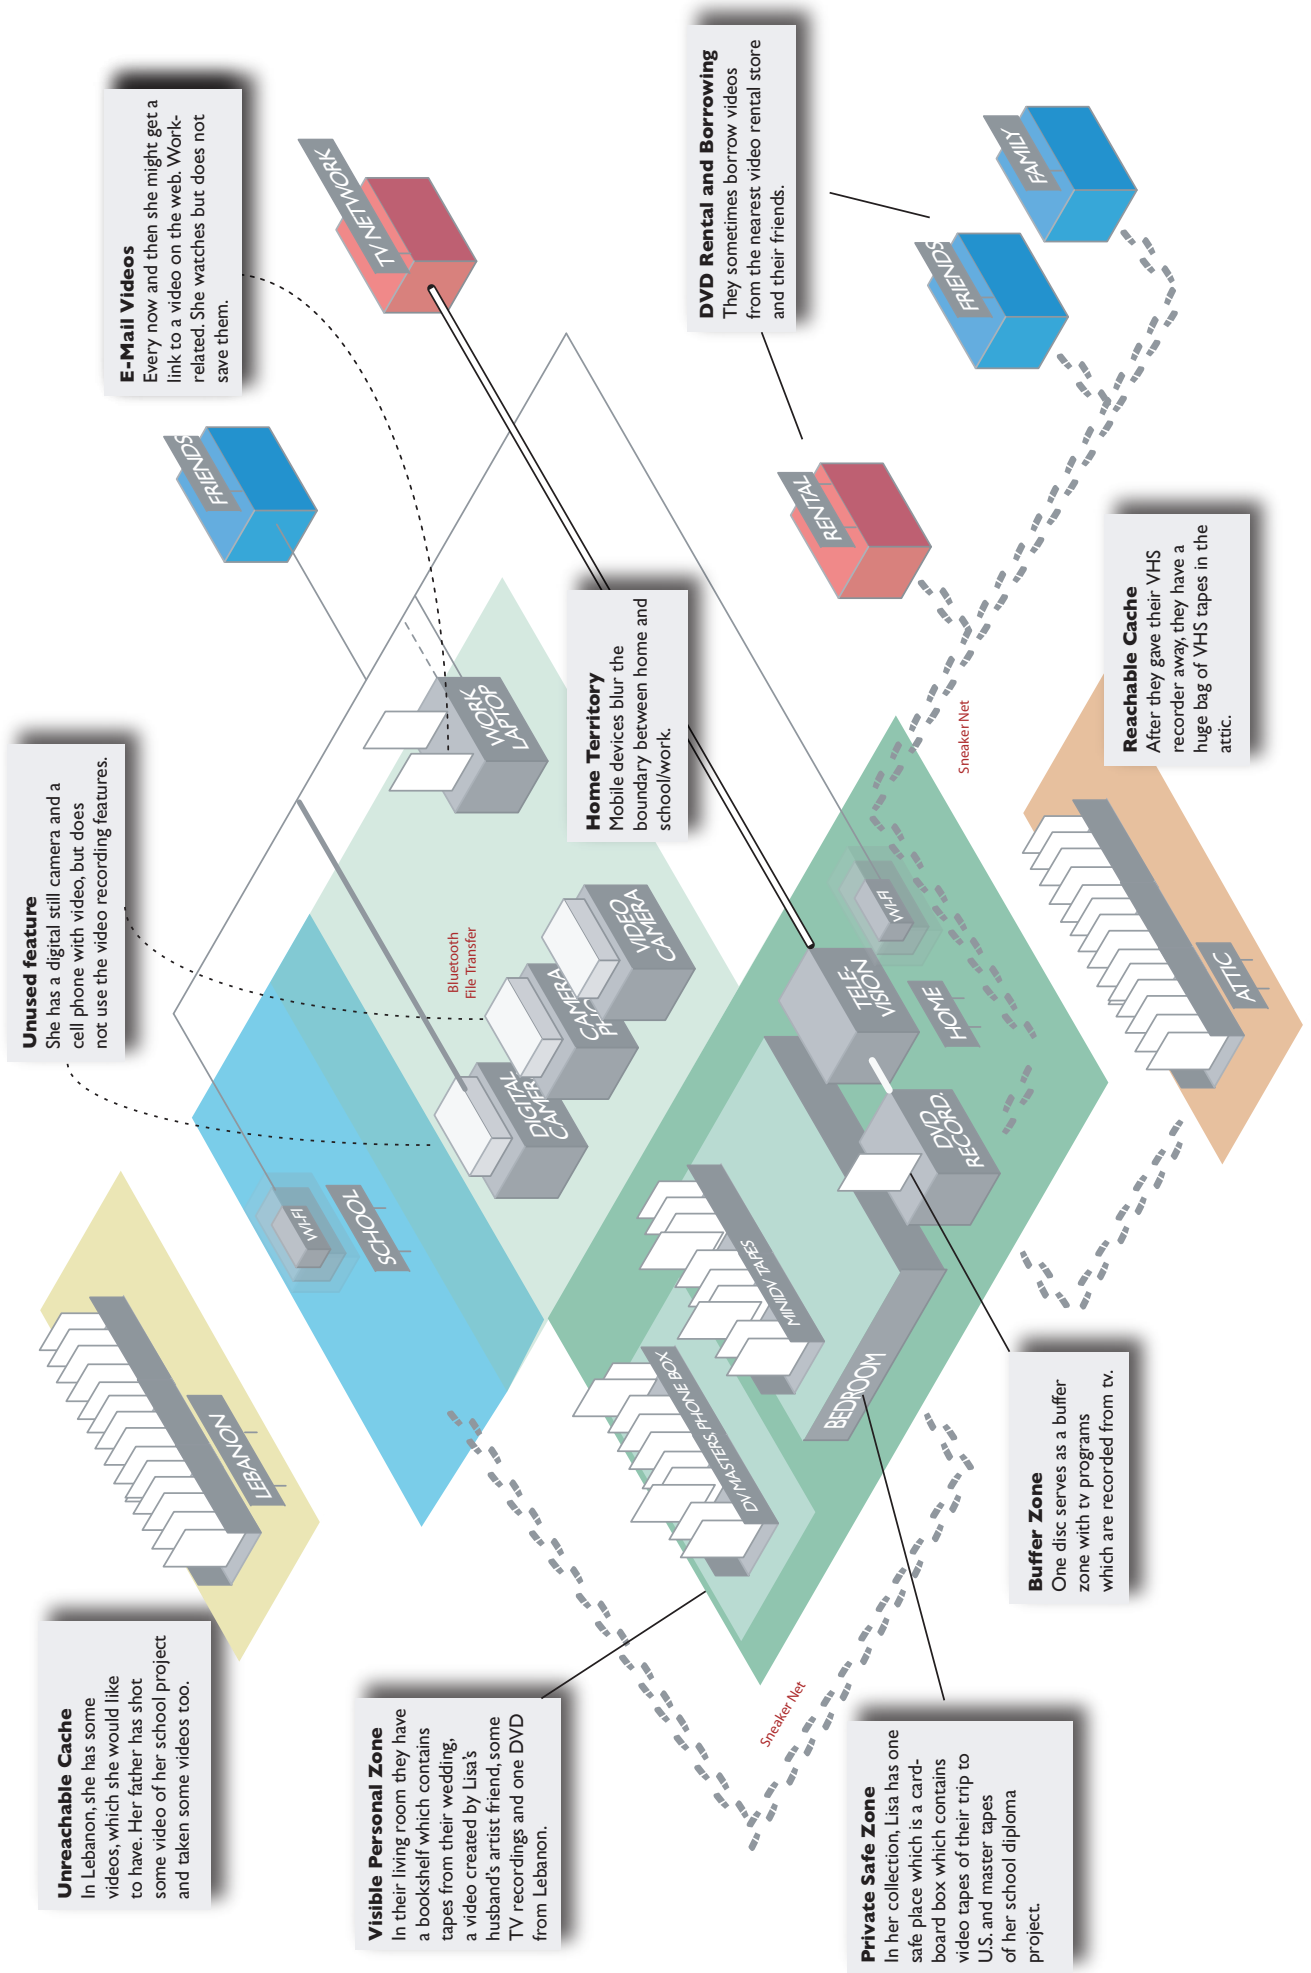 Unreachable Cache
In Lebanon, she has some
videos, which she would like
to have. Her father has shot
some video of her school project
and taken some videos too.
LEBANON
Unused feature
She has a digital still camera and a
cell phone with video, but does
not use the video recording features.
E-Mail Videos
Every now and then she might get a
link to a video on the web. Work-
related. She watches but does not
save them.
FRIENDS
TV NETWORK
WI-FI
SCHOOL
Bluetooth
File Transfer
DIGITAL
CAMER
CAMERA
VIDEO
CAMERA
WORK
LAPTOP
Visible Personal Zone
In their living room they have
a bookshelf which contains
tapes from their wedding,
a video created by Lisa's
husband's artist friend, some
TV recordings and one DVD
from Lebanon.
Home Territory
Mobile devices blur the
boundary between home and
school/work.
DVD Rental and Borrowing
They sometimes borrow videos
from the nearest video rental store
and their friends.
DV MASTERS PHONE BOX
MINIDV TAPES
BEDROOM
TELE-
VISION
DVD
RECORD.
WI-FI
HOME
RENTAL
FRIENDS
FAMILY
Sneaker Net
Sneaker Net
Private Safe Zone
In her collection, Lisa has one
safe place which is a card-
board box which contains
video tapes of their trip to
U.S. and master tapes
of her school diploma
project.
Buffer Zone
One disc serves as a buffer
zone with tv programs
which are recorded from tv.
ATTIC
Reachable Cache
After they gave their VHS
recorder away, they have a
huge bag of VHS tapes in the
attic.